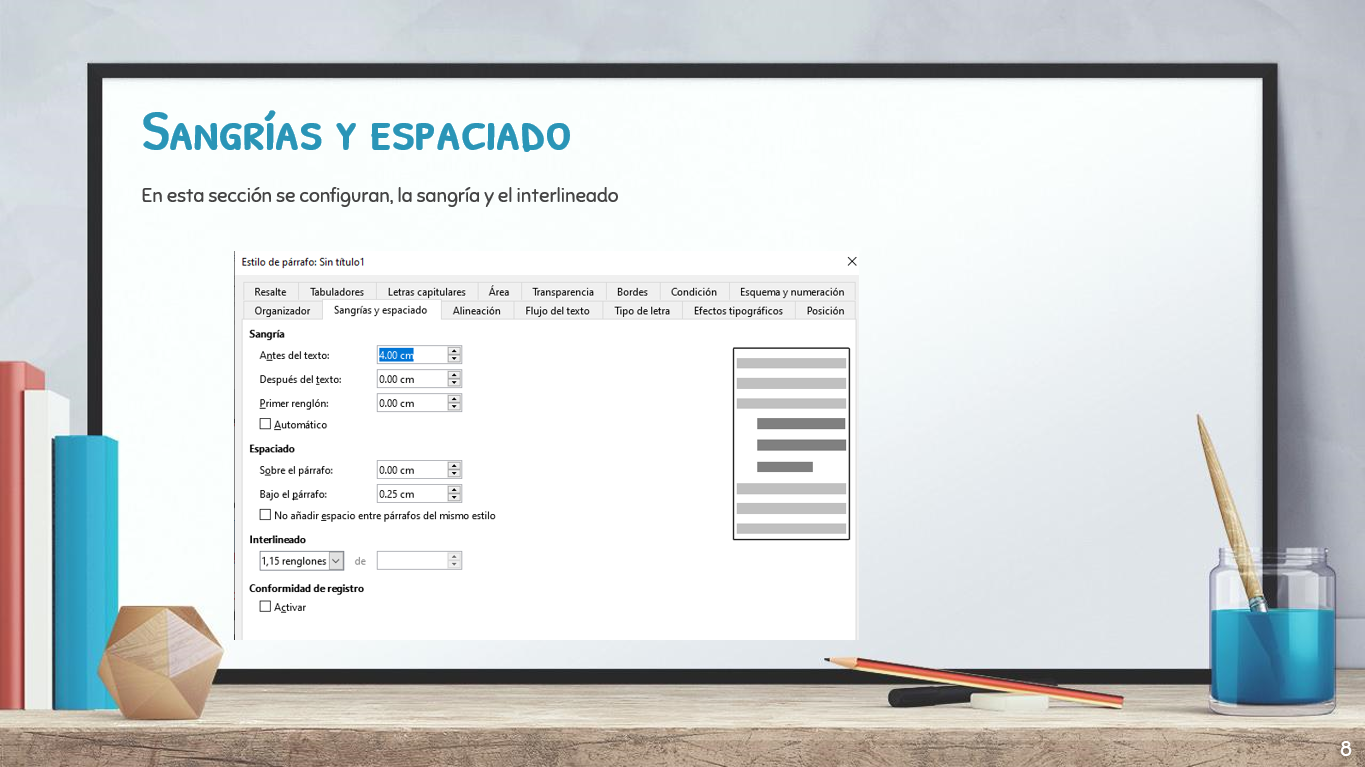 Sangrías y espaciado
En esta sección se configuran, la sangría y el interlineado
Estilo de párrafo: Sin título1
Resalte Tabuladores Letras capitulares Área Transparencia Bordes Condición Esquema y numeración
Organizador Sangrías y espaciado Alineación Flujo del texto Tipo de letra Efectos tipográficos Posición
Sangría
Antes del texto: 4.00 cm
Después del texto: 0.00 cm
Primer renglón: 0.00 cm
Automático
Espaciado
Sobre el párrafo: 0.00 cm
Bajo el párrafo: 0.25 cm
No añadir espacio entre párrafos del mismo estilo
Interlineado
1,15 renglones de
Conformidad de registro
Activar
8